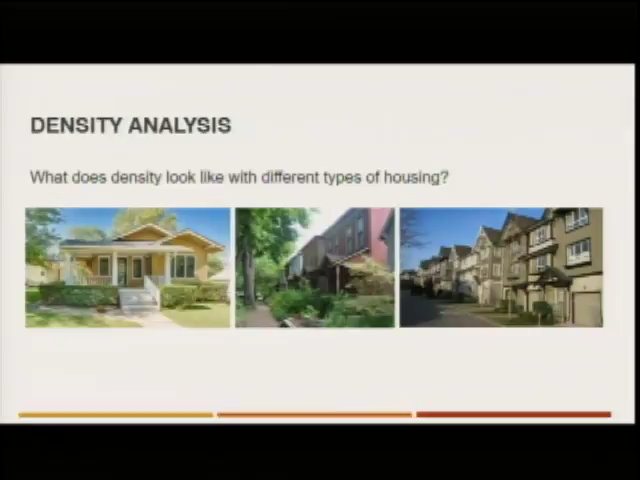 DENSITY ANALYSIS
What does density look like with different types of housing?